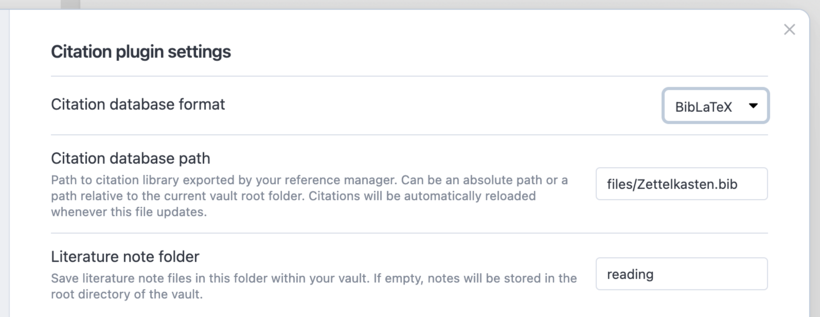 Citation plugin settings
Citation database format
BibLaTeX
Citation database path
Path to citation library exported by your reference manager. Can be an absolute path or a
path relative to the current vault root folder. Citations will be automatically reloaded
whenever this file updates.
files/Zettelkasten.bib
Literature note folder
Save literature note files in this folder within your vault. If empty, notes will be stored in the
root directory of the vault.
reading